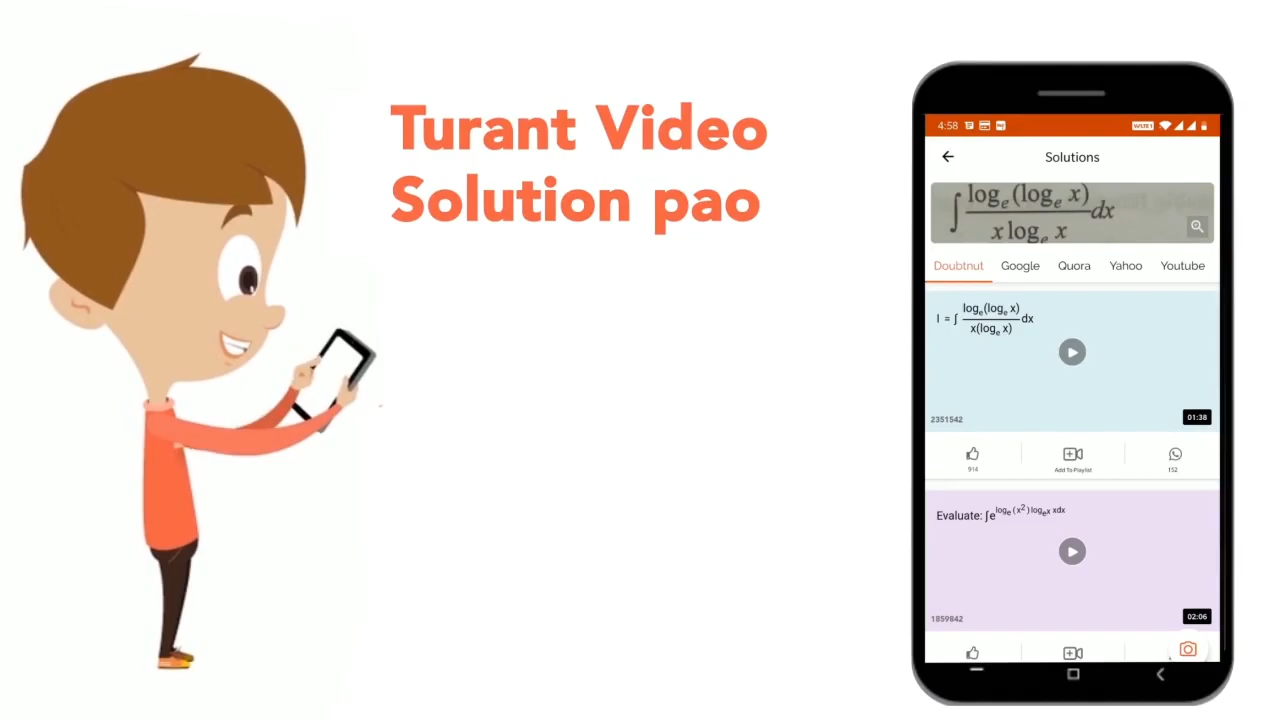 Turant Video
Solution pao
4:58
VoLTE1
Solutions
∫ logₑ(logₑ x) / x logₑ x dx
Doubtnut Google Quora Yahoo Youtube
I = ∫ logₑ(logₑ x) / x(logₑ x) dx
2351542 01:38
914 Add To Playlist 152
Evaluate: ∫e^logₑ(x²)logₑx xdx
1859842 02:06